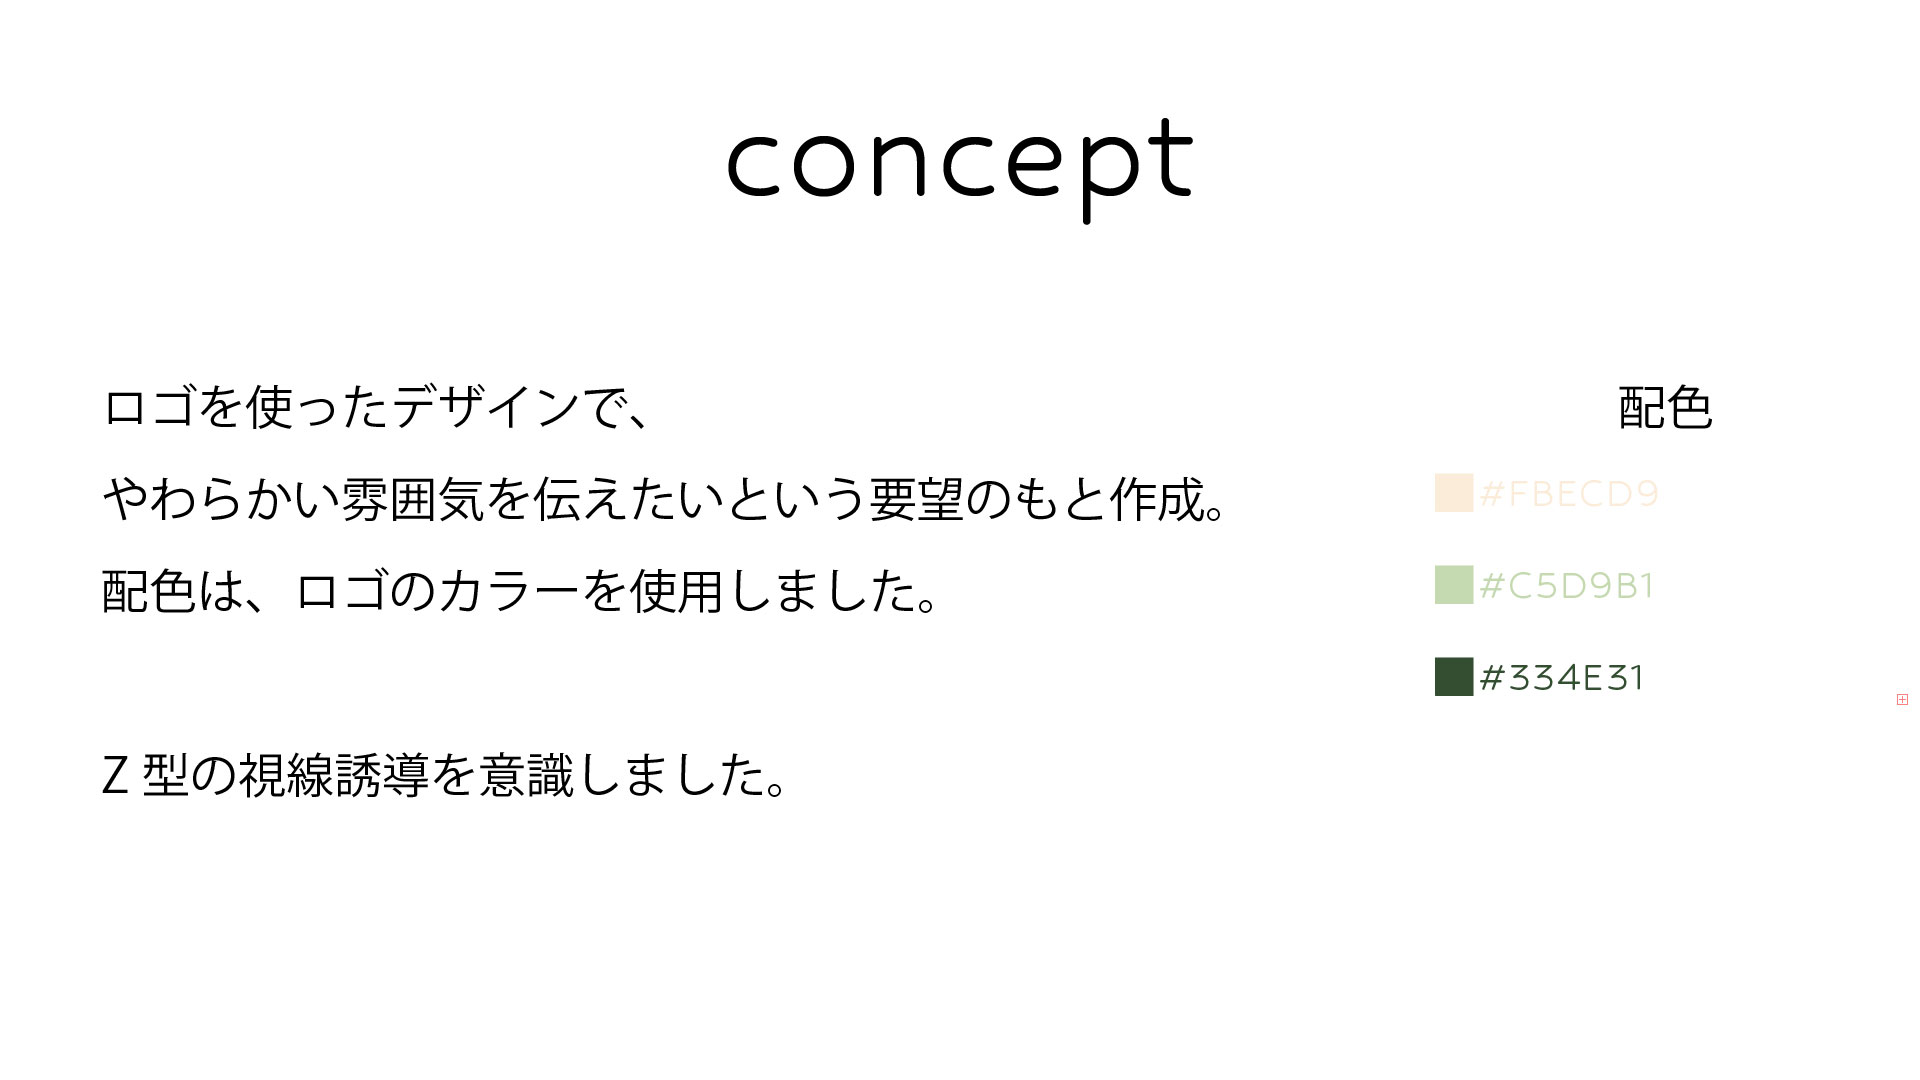 concept
ロゴを使ったデザインで、
やわらかい雰囲気を伝えたいという要望のもと作成。
配色は、ロゴのカラーを使用しました。
Z 型の視線誘導を意識しました。
配色
#FBECD9
#C5D9B1
#334E31